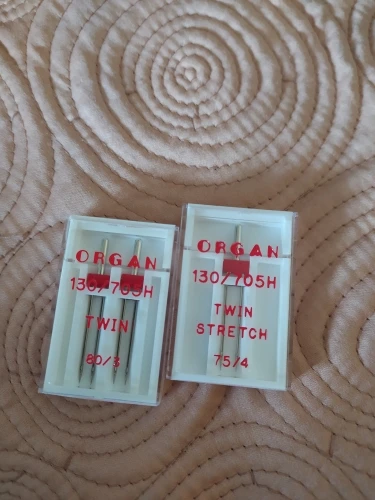 ORGAN
130/705H
TWIN
80/3
ORGAN
130/705H
TWIN
STRETCH
75/4